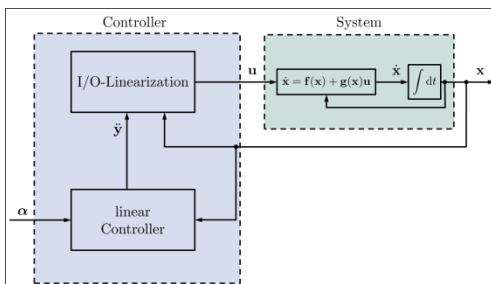 Controller
System
I/O-Linearization
u
ẋ = f(x) + g(x)u
ẋ
∫ dt
x
ÿ
α
linear
Controller